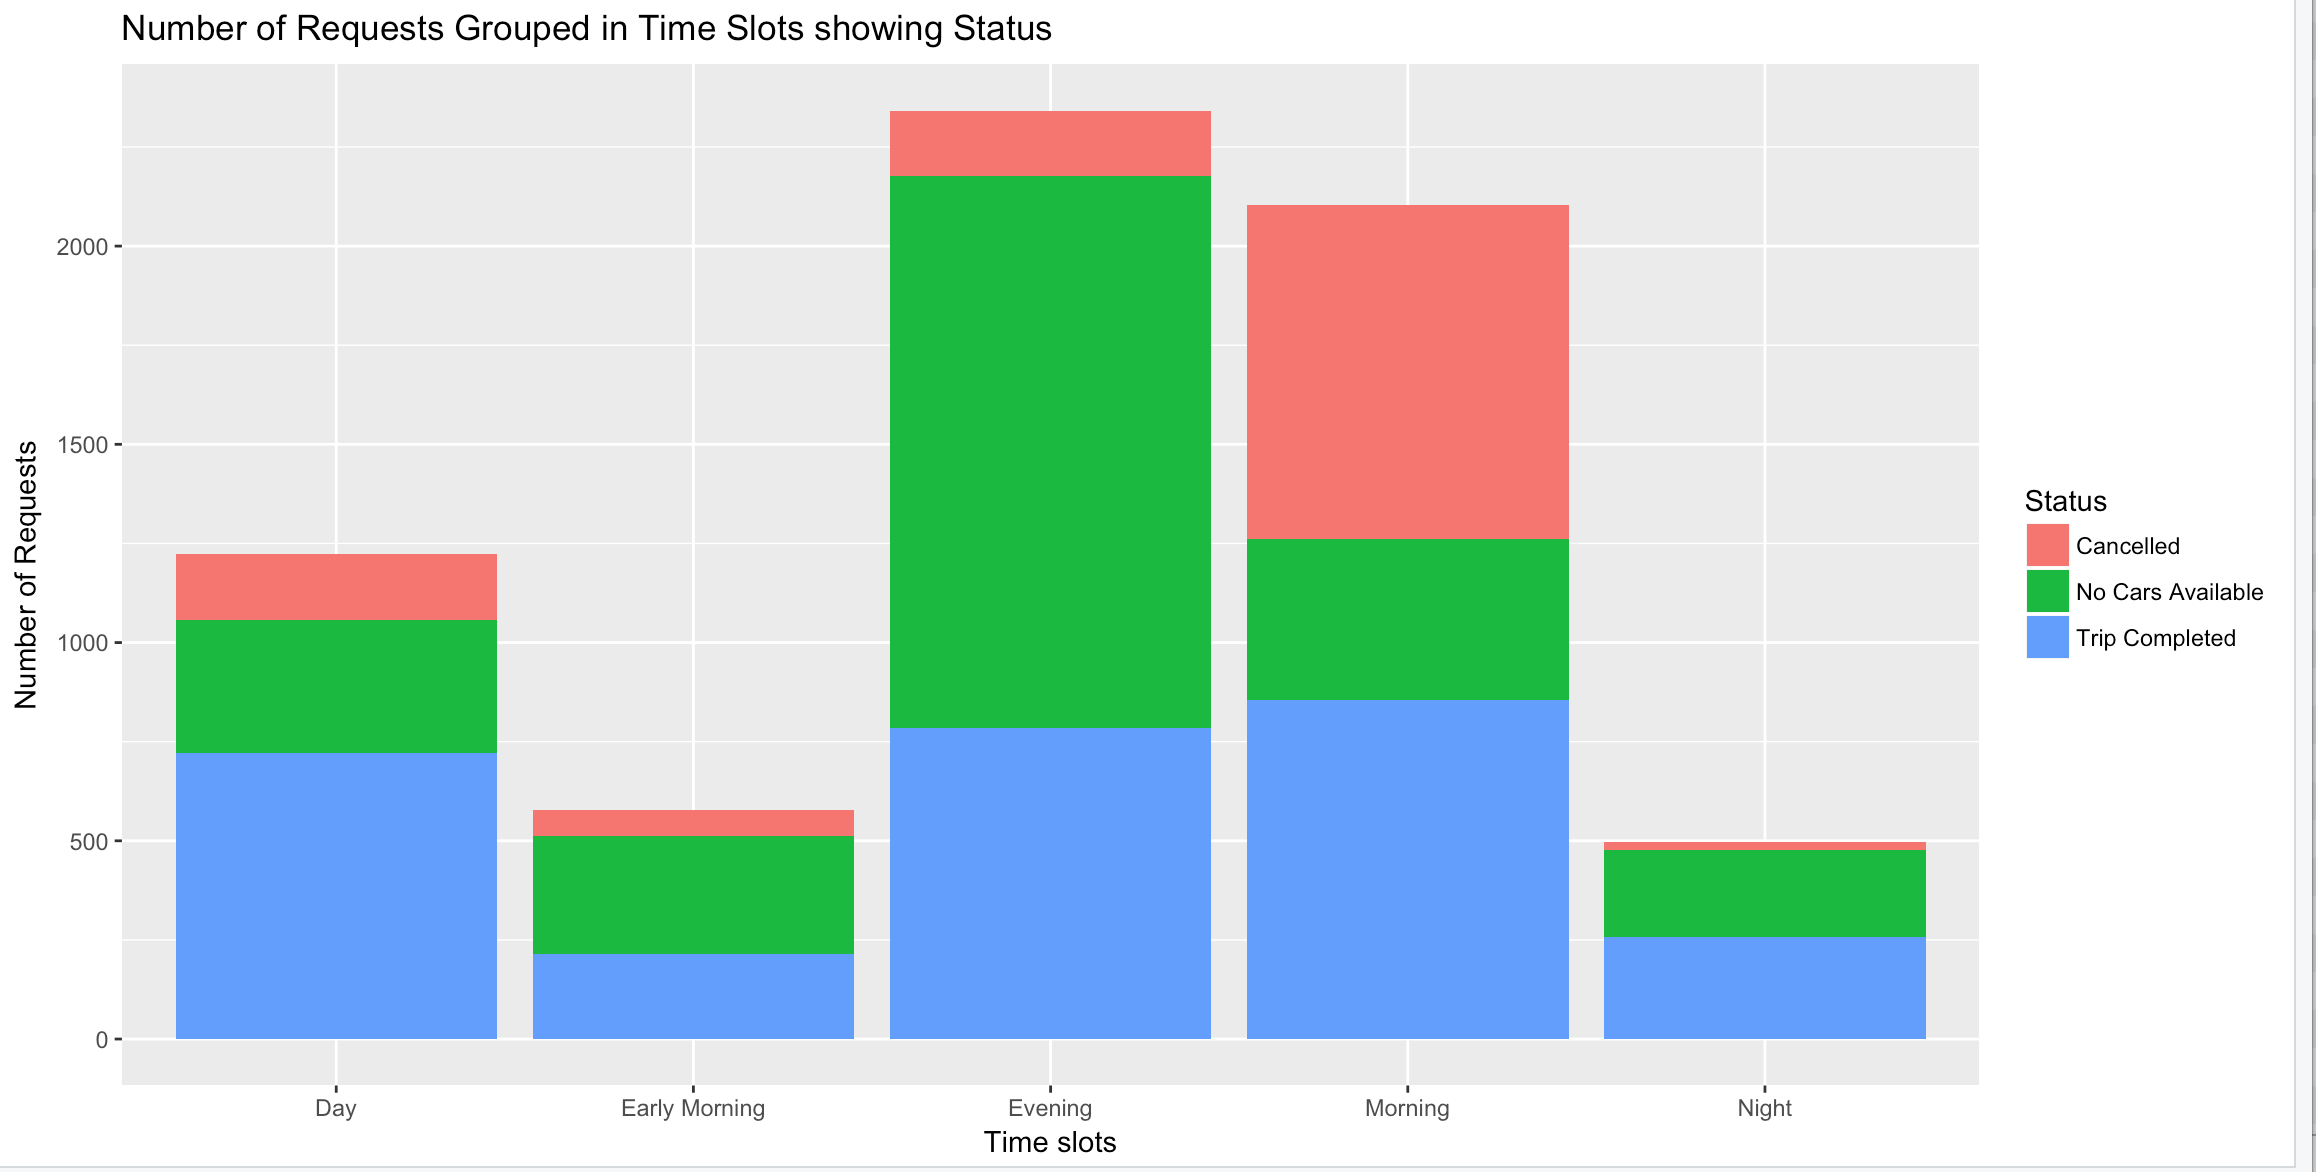 Number of Requests Grouped in Time Slots showing Status
Number of Requests
2000
1500
1000
500
0
Day
Early Morning
Evening
Morning
Night
Time slots
Status
Cancelled
No Cars Available
Trip Completed